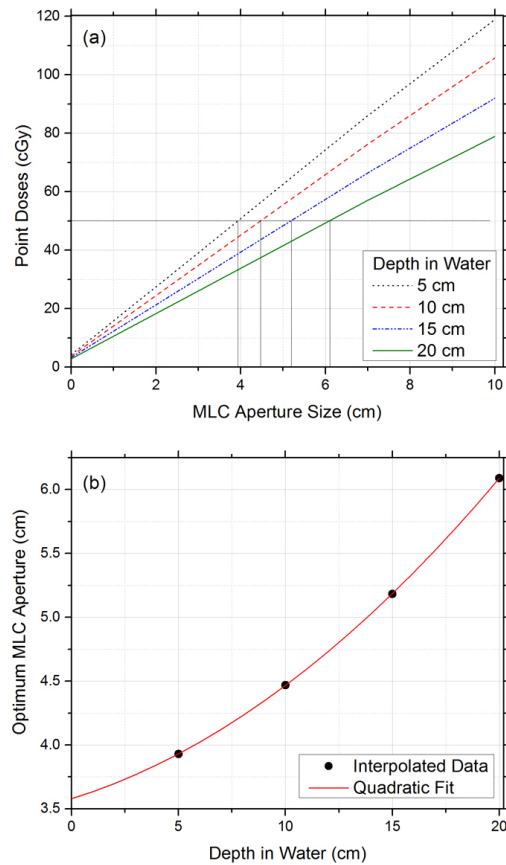 120
(a)
100
80
60
40
20
0
Point Doses (cGy)
Depth in Water
5 cm
10 cm
15 cm
20 cm
0 2 4 6 8 10
MLC Aperture Size (cm)
(b)
6.0
5.5
5.0
4.5
4.0
3.5
Optimum MLC Aperture (cm)
Interpolated Data
Quadratic Fit
0 5 10 15 20
Depth in Water (cm)